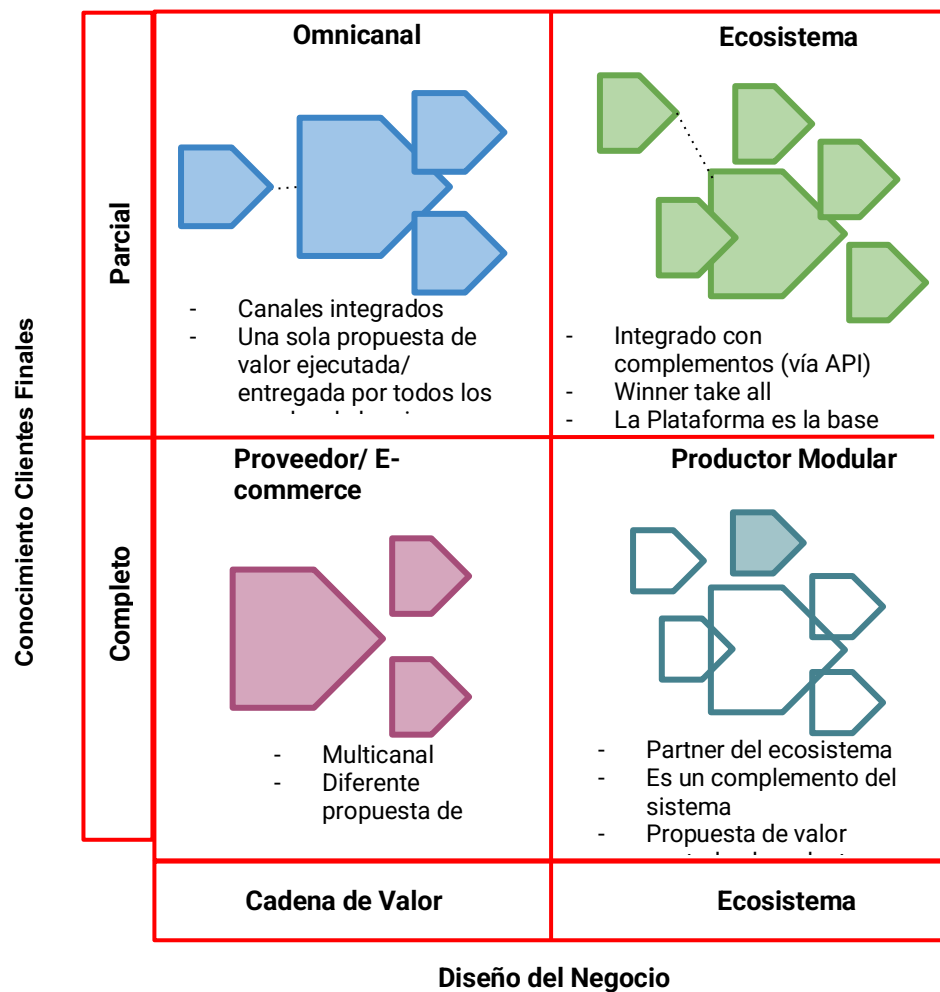 Omnicanal
- Canales integrados
- Una sola propuesta de
valor ejecutada/
entregada por todos los
Ecosistema
- Integrado con
complementos (vía API)
- Winner take all
- La Plataforma es la base
Parcial
Conocimiento Clientes Finales
Completo
Proveedor/ E-
commerce
- Multicanal
- Diferente
propuesta de
Productor Modular
- Partner del ecosistema
- Es un complemento del
sistema
- Propuesta de valor
Cadena de Valor
Ecosistema
Diseño del Negocio